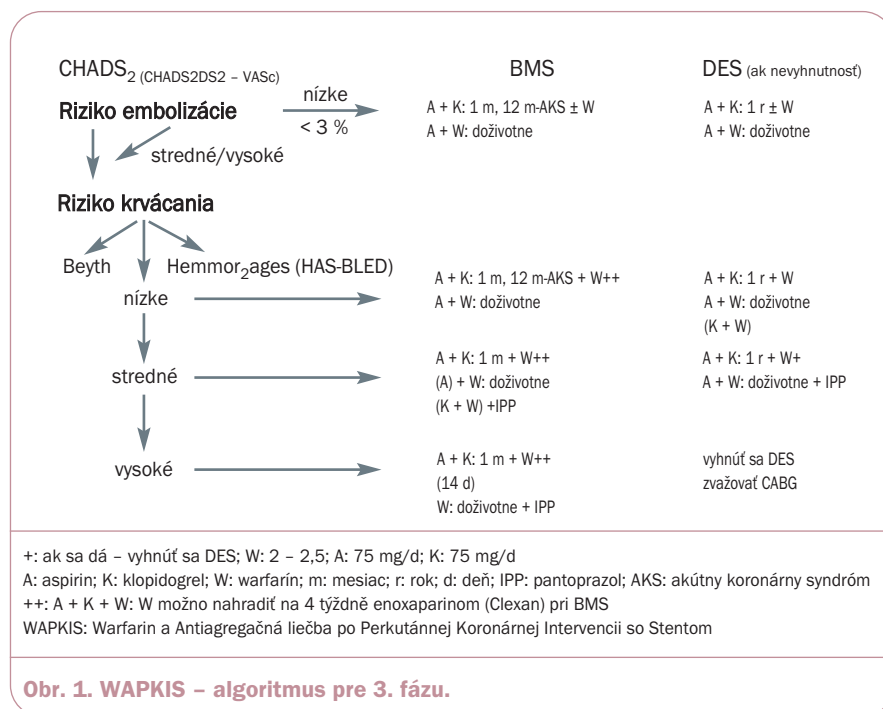 CHADS2 (CHADS2DS2 – VASc)
BMS
DES (ak nevyhnutnosť)
Riziko embolizácie
nízke
< 3 %
A + K: 1 m, 12 m-AKS ± W
A + W: doživotne
A + K: 1 r ± W
A + W: doživotne
stredné/vysoké
Riziko krvácania
Beyth
Hemmor2ages (HAS-BLED)
nízke
A + K: 1 m, 12 m-AKS + W++
A + W: doživotne
A + K: 1 r + W
A + W: doživotne
(K + W)
stredné
A + K: 1 m + W++
(A) + W: doživotne
(K + W) +IPP
A + K: 1 r + W+
A + W: doživotne + IPP
vysoké
A + K: 1 m + W++
(14 d)
W: doživotne + IPP
vyhnúť sa DES
zvažovať CABG
+: ak sa dá – vyhnúť sa DES; W: 2 – 2,5; A: 75 mg/d; K: 75 mg/d
A: aspirin; K: klopidogrel; W: warfarín; m: mesiac; r: rok; d: deň; IPP: pantoprazol; AKS: akútny koronárny syndróm
++: A + K + W: W možno nahradiť na 4 týždně enoxaparinom (Clexan) pri BMS
WAPKIS: Warfarin a Antiagregačná liečba po Perkutánnej Koronárnej Intervencii so Stentom
Obr. 1. WAPKIS – algoritmus pre 3. fázu.